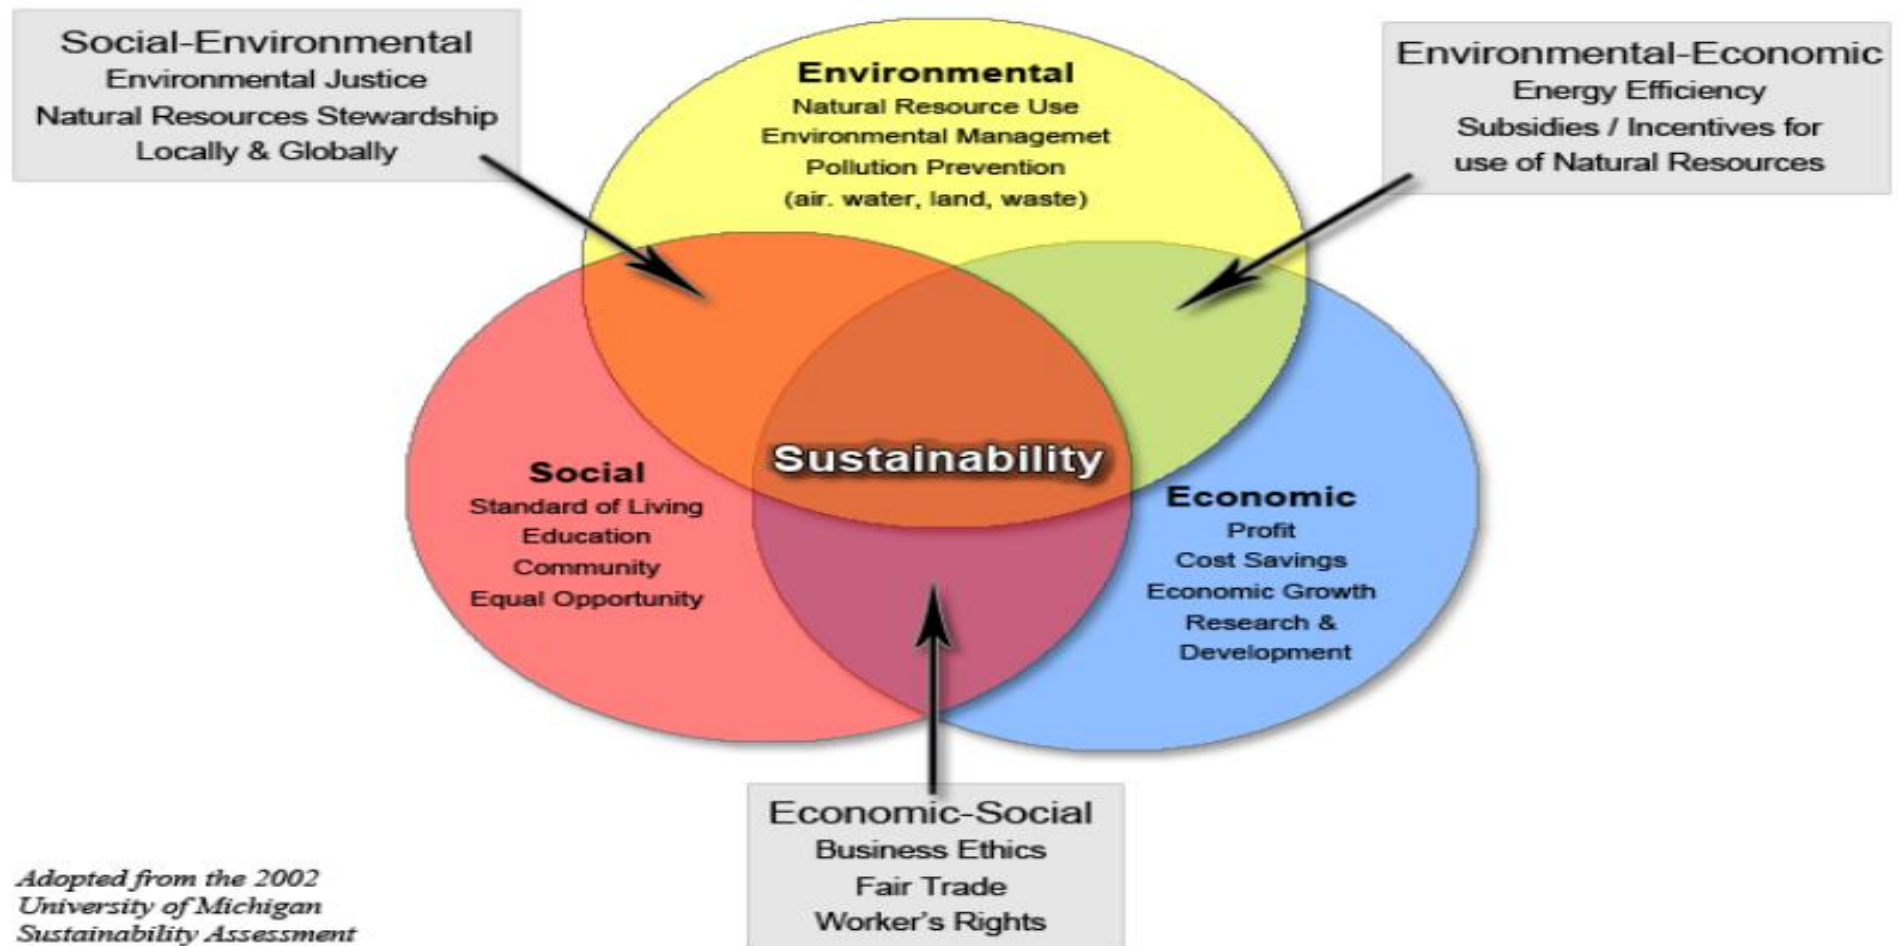 Social-Environmental
Environmental Justice
Natural Resources Stewardship
Locally & Globally
Environmental
Natural Resource Use
Environmental Managemet
Pollution Prevention
(air. water, land, waste)
Environmental-Economic
Energy Efficiency
Subsidies / Incentives for
use of Natural Resources
Sustainability
Social
Standard of Living
Education
Community
Equal Opportunity
Economic
Profit
Cost Savings
Economic Growth
Research &
Development
Economic-Social
Business Ethics
Fair Trade
Worker's Rights
Adopted from the 2002
University of Michigan
Sustainability Assessment